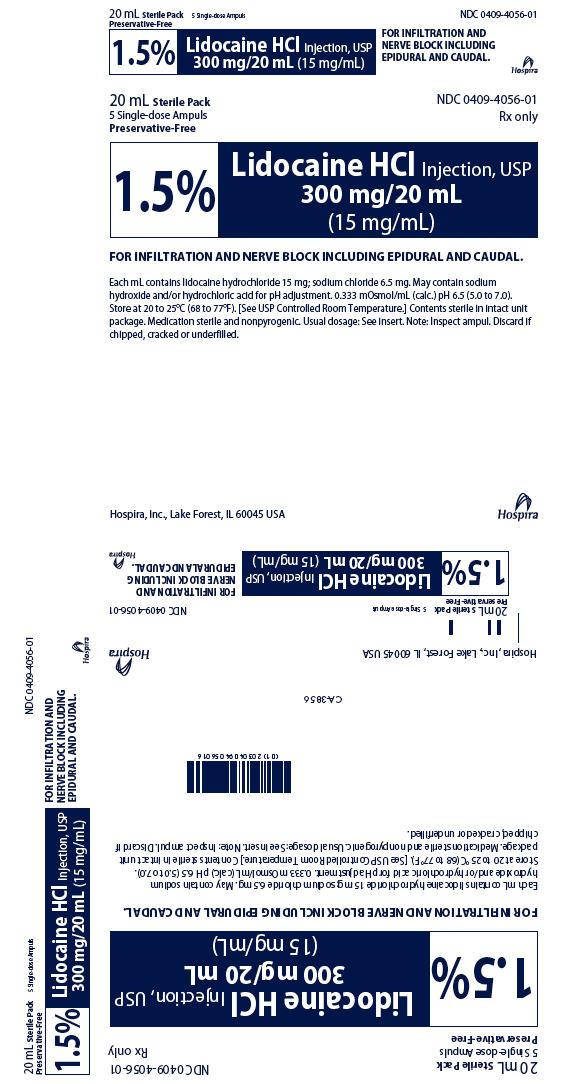 20 mL Sterile Pack 5 Single-dose Ampuls
Preservative-Free
NDC 0409-4056-01
1.5%
Lidocaine HCl Injection, USP
300 mg/20 mL (15 mg/mL)
FOR INFILTRATION AND
NERVE BLOCK INCLUDING
EPIDURAL AND CAUDAL.
Hospira
20 mL Sterile Pack
5 Single-dose Ampuls
Preservative-Free
NDC 0409-4056-01
Rx only
1.5%
Lidocaine HCl Injection, USP
300 mg/20 mL
(15 mg/mL)
FOR INFILTRATION AND NERVE BLOCK INCLUDING EPIDURAL AND CAUDAL.
Each mL contains lidocaine hydrochloride 15 mg; sodium chloride 6.5 mg. May contain sodium
hydroxide and/or hydrochloric acid for pH adjustment. 0.333 mOsmol/mL (calc.) pH 6.5 (5.0 to 7.0).
Store at 20 to 25°C (68 to 77°F). [See USP Controlled Room Temperature.] Contents sterile in intact unit
package. Medication sterile and nonpyrogenic. Usual dosage: See insert. Note: Inspect ampul. Discard if
chipped, cracked or underfilled.
Hospira, Inc., Lake Forest, IL 60045 USA
Hospira
20 mL Sterile Pack 5 Single-dose Ampuls
Preservative-Free
NDC 0409-4056-01
1.5%
Lidocaine HCl Injection, USP
300 mg/20 mL (15 mg/mL)
FOR INFILTRATION AND
NERVE BLOCK INCLUDING
EPIDURAL AND CAUDAL.
Hospira
20 mL Sterile Pack
5 Single-dose Ampuls
Preservative-Free
NDC 0409-4056-01
Rx only
1.5%
Lidocaine HCl Injection, USP
300 mg/20 mL
(15 mg/mL)
FOR INFILTRATION AND NERVE BLOCK INCLUDING EPIDURAL AND CAUDAL.
Each mL contains lidocaine hydrochloride 15 mg; sodium chloride 6.5 mg. May contain sodium
hydroxide and/or hydrochloric acid for pH adjustment. 0.333 mOsmol/mL (calc.) pH 6.5 (5.0 to 7.0).
Store at 20 to 25°C (68 to 77°F). [See USP Controlled Room Temperature.] Contents sterile in intact unit
package. Medication sterile and nonpyrogenic. Usual dosage: See insert. Note: Inspect ampul. Discard if
chipped, cracked or underfilled.
CA-3856
Hospira, Inc., Lake Forest, IL 60045 USA
Hospira
20 mL Sterile Pack 5 Single-dose Ampuls
Preservative-Free
NDC 0409-4056-01
1.5%
Lidocaine HCl Injection, USP
300 mg/20 mL (15 mg/mL)
FOR INFILTRATION AND
NERVE BLOCK INCLUDING
EPIDURAL AND CAUDAL.
Hospira